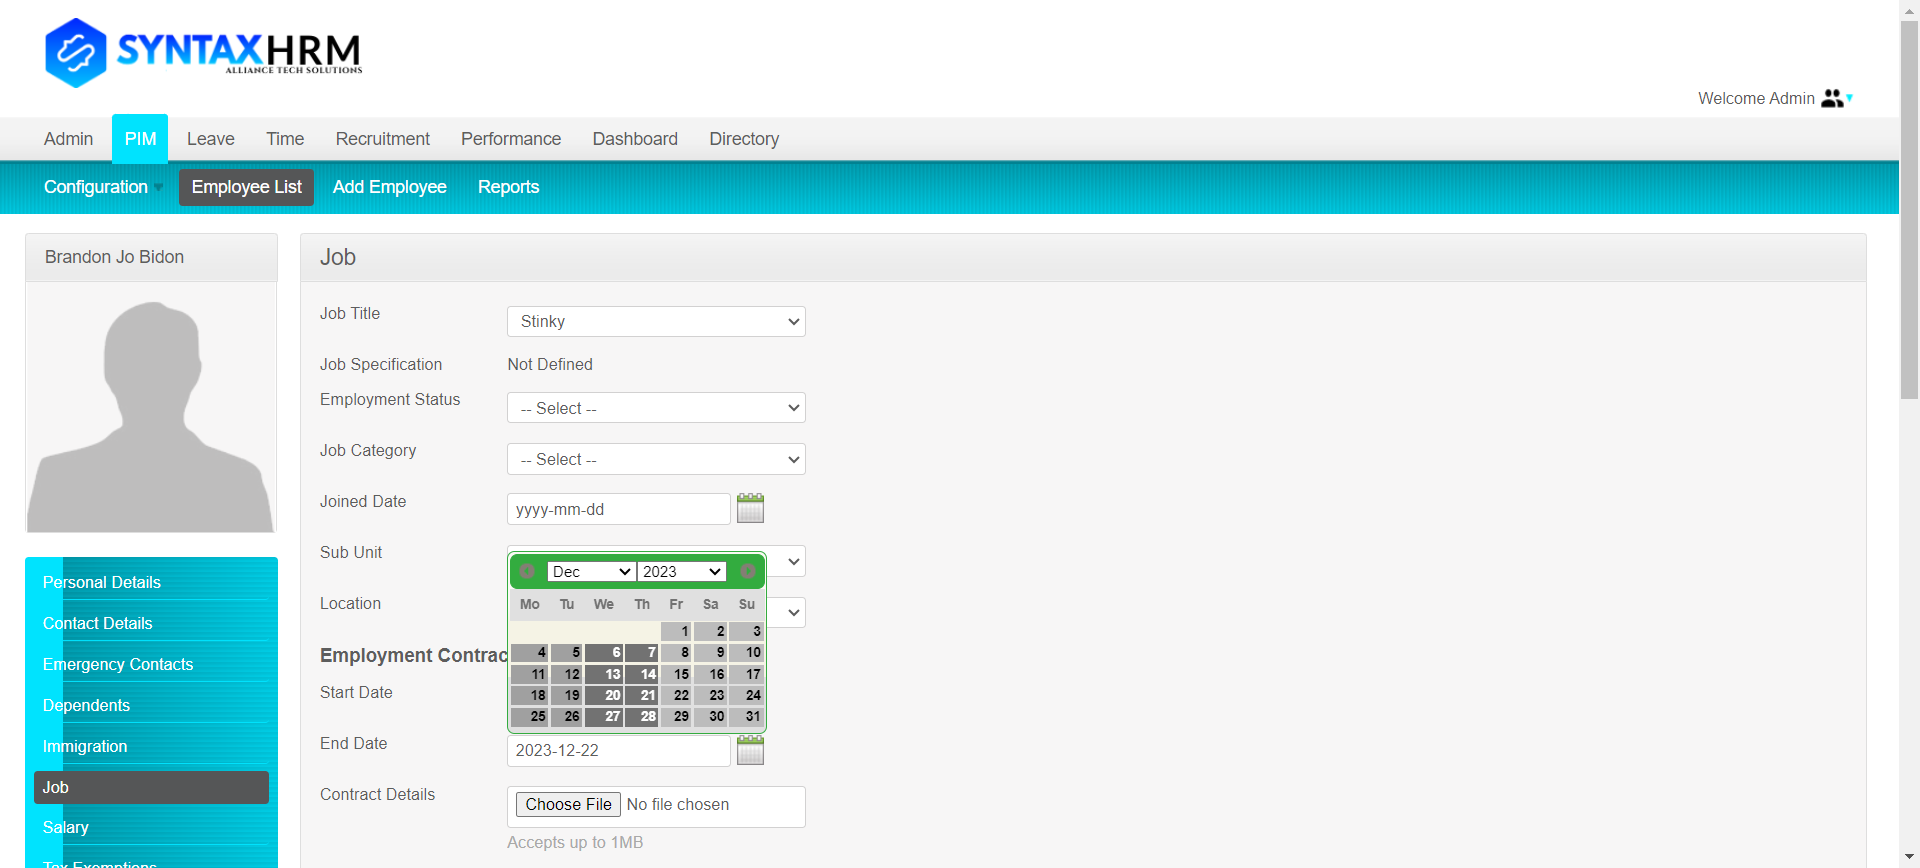 SYNTAXHRM
ALLIANCE TECH SOLUTIONS
Welcome Admin
Admin PIM Leave Time Recruitment Performance Dashboard Directory
Configuration Employee List Add Employee Reports
Brandon Jo Bidon
Job
Job Title Stinky
Job Specification Not Defined
Employment Status -- Select --
Job Category -- Select --
Joined Date yyyy-mm-dd
Sub Unit
Location
Dec 2023
Mo Tu We Th Fr Sa Su
1 2 3
4 5 6 7 8 9 10
11 12 13 14 15 16 17
18 19 20 21 22 23 24
25 26 27 28 29 30 31
Employment Contrac
Start Date
End Date 2023-12-22
Contract Details Choose File No file chosen
Accepts up to 1MB
Personal Details
Contact Details
Emergency Contacts
Dependents
Immigration
Job
Salary
Tax Exemptions